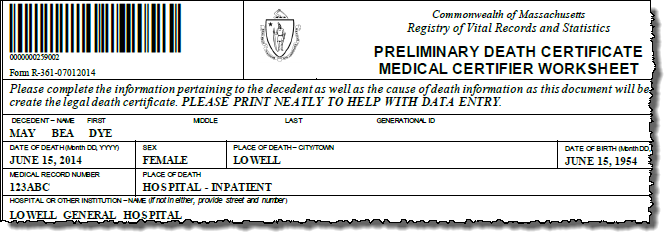 Commonwealth of Massachusetts
Registry of Vital Records and Statistics
0000000259002
Form R-361-07012014
PRELIMINARY DEATH CERTIFICATE
MEDICAL CERTIFIER WORKSHEET
Please complete the information pertaining to the decedent as well as the cause of death information as this document will be
create the legal death certificate. PLEASE PRINT NEATLY TO HELP WITH DATA ENTRY.
DECEDENT – NAME FIRST MIDDLE LAST GENERATIONAL ID
MAY BEA DYE
DATE OF DEATH (Month DD, YYYY) SEX PLACE OF DEATH – CITY/TOWN DATE OF BIRTH (Month DD
JUNE 15, 2014 FEMALE LOWELL JUNE 15, 1954
MEDICAL RECORD NUMBER PLACE OF DEATH
123ABC HOSPITAL - INPATIENT
HOSPITAL OR OTHER INSTITUTION – NAME (if not in either, provide street and number)
LOWELL GENERAL HOSPITAL